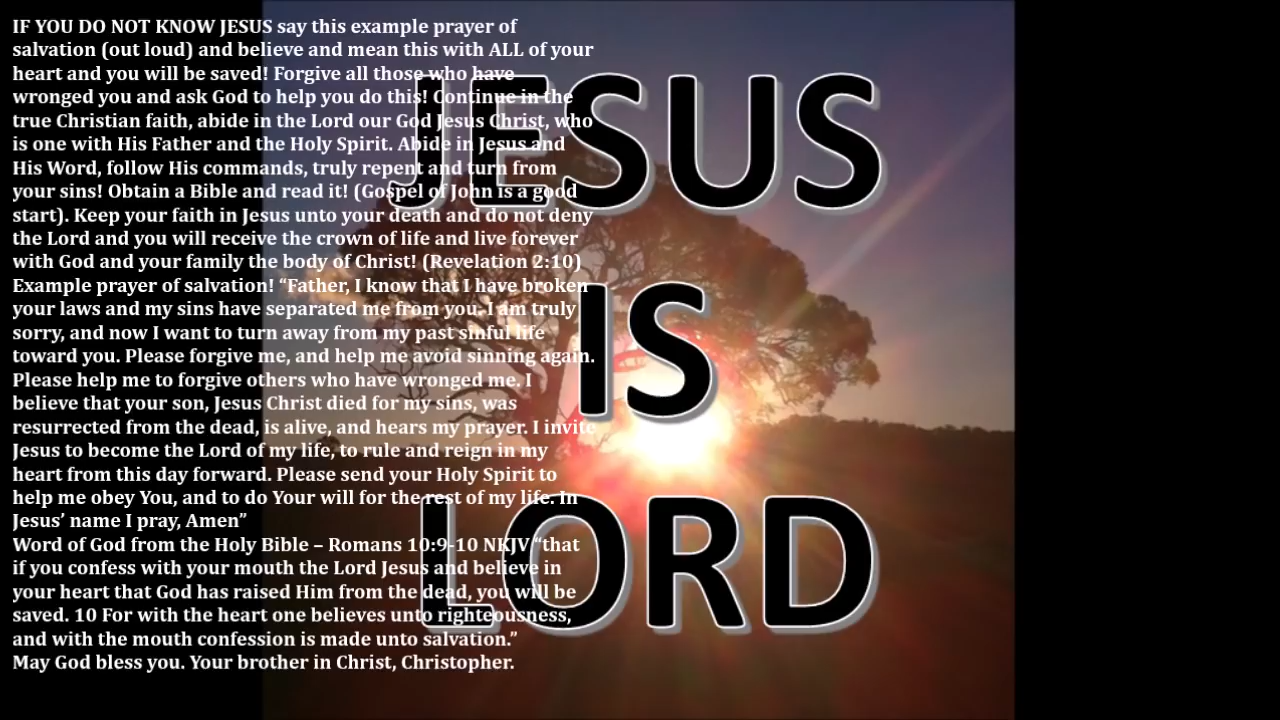 IF YOU DO NOT KNOW JESUS say this example prayer of
salvation (out loud) and believe and mean this with ALL of your
heart and you will be saved! Forgive all those who have
wronged you and ask God to help you do this! Continue in the
true Christian faith, abide in the Lord our God Jesus Christ, who
is one with His Father and the Holy Spirit. Abide in Jesus and
His Word, follow His commands, truly repent and turn from
your sins! Obtain a Bible and read it! (Gospel of John is a good
start). Keep your faith in Jesus unto your death and do not deny
the Lord and you will receive the crown of life and live forever
with God and your family the body of Christ! (Revelation 2:10)
Example prayer of salvation! “Father, I know that I have broken
your laws and my sins have separated me from you. I am truly
sorry, and now I want to turn away from my past sinful life
toward you. Please forgive me, and help me avoid sinning again.
Please help me to forgive others who have wronged me. I
believe that your son, Jesus Christ died for my sins, was
resurrected from the dead, is alive, and hears my prayer. I invite
Jesus to become the Lord of my life, to rule and reign in my
heart from this day forward. Please send your Holy Spirit to
help me obey You, and to do Your will for the rest of my life. In
Jesus’ name I pray, Amen”
Word of God from the Holy Bible – Romans 10:9-10 NKJV “that
if you confess with your mouth the Lord Jesus and believe in
your heart that God has raised Him from the dead, you will be
saved. 10 For with the heart one believes unto righteousness,
and with the mouth confession is made unto salvation.”
May God bless you. Your brother in Christ, Christopher.
JESUS
IS
LORD